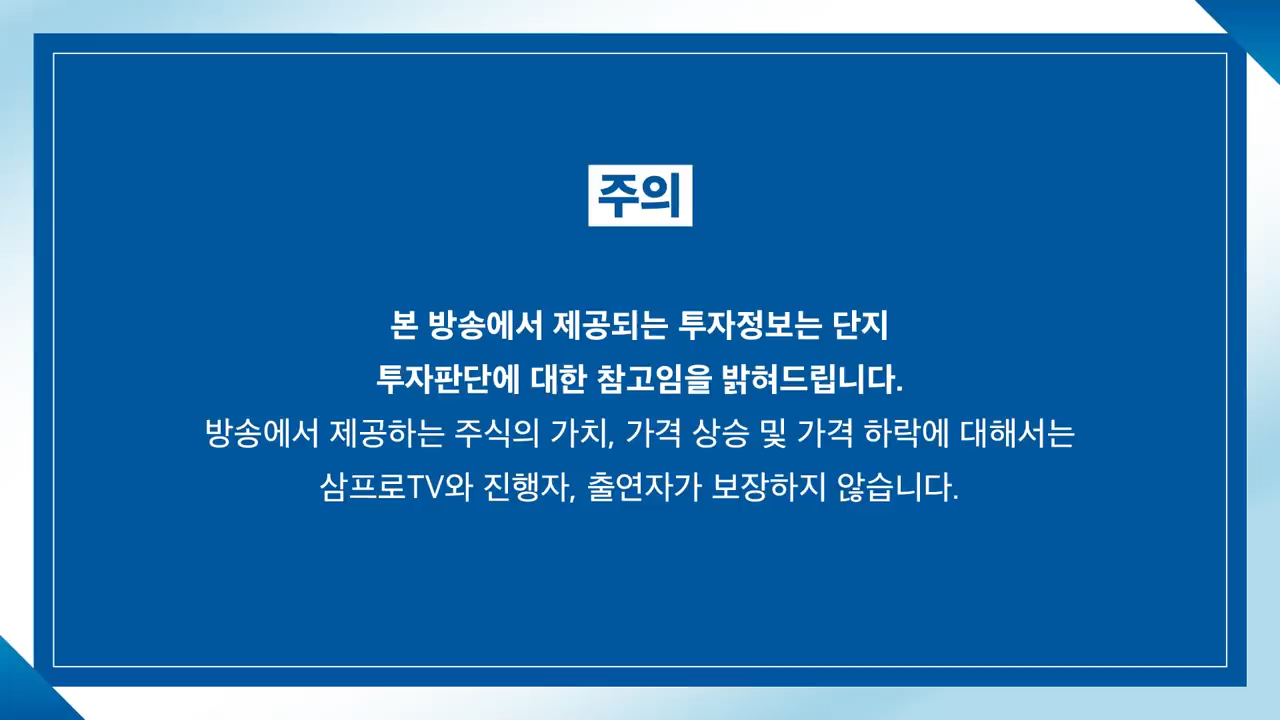 주의
본 방송에서 제공되는 투자정보는 단지
투자판단에 대한 참고임을 밝혀드립니다.
방송에서 제공하는 주식의 가치, 가격 상승 및 가격 하락에 대해서는
삼프로TV와 진행자, 출연자가 보장하지 않습니다.